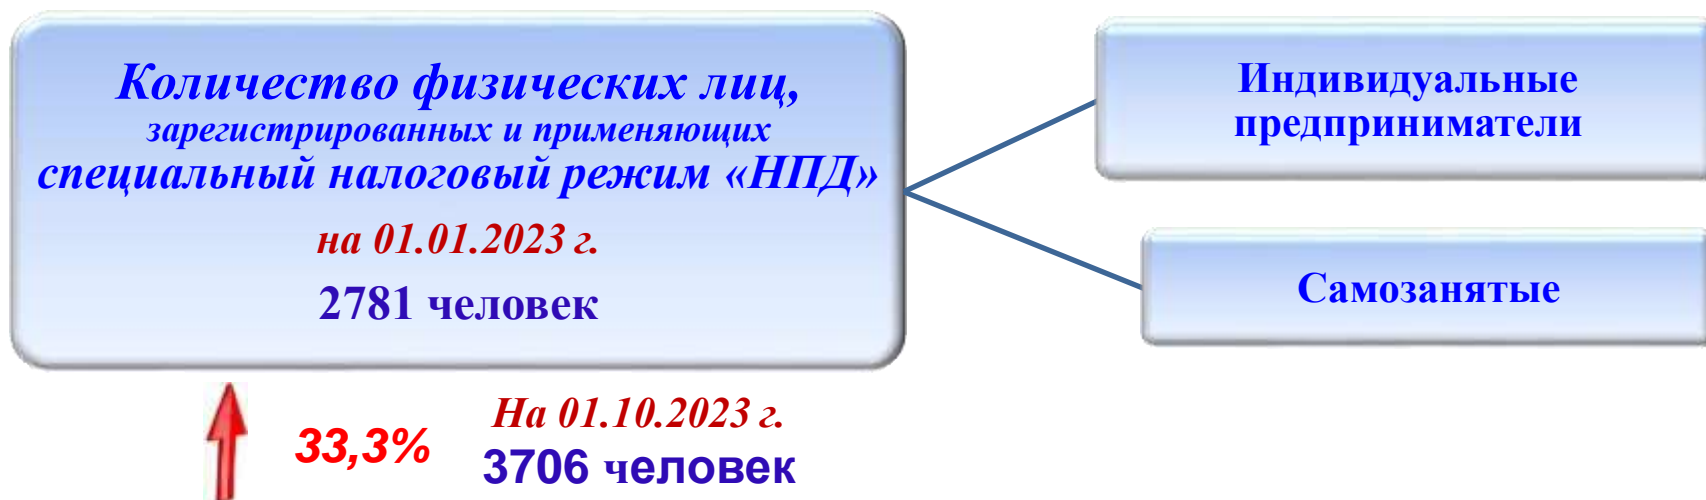 Количество физических лиц,
зарегистрированных и применяющих
специальный налоговый режим «НПД»
на 01.01.2023 г.
2781 человек
Индивидуальные
предприниматели
Самозанятые
33,3%
На 01.10.2023 г.
3706 человек